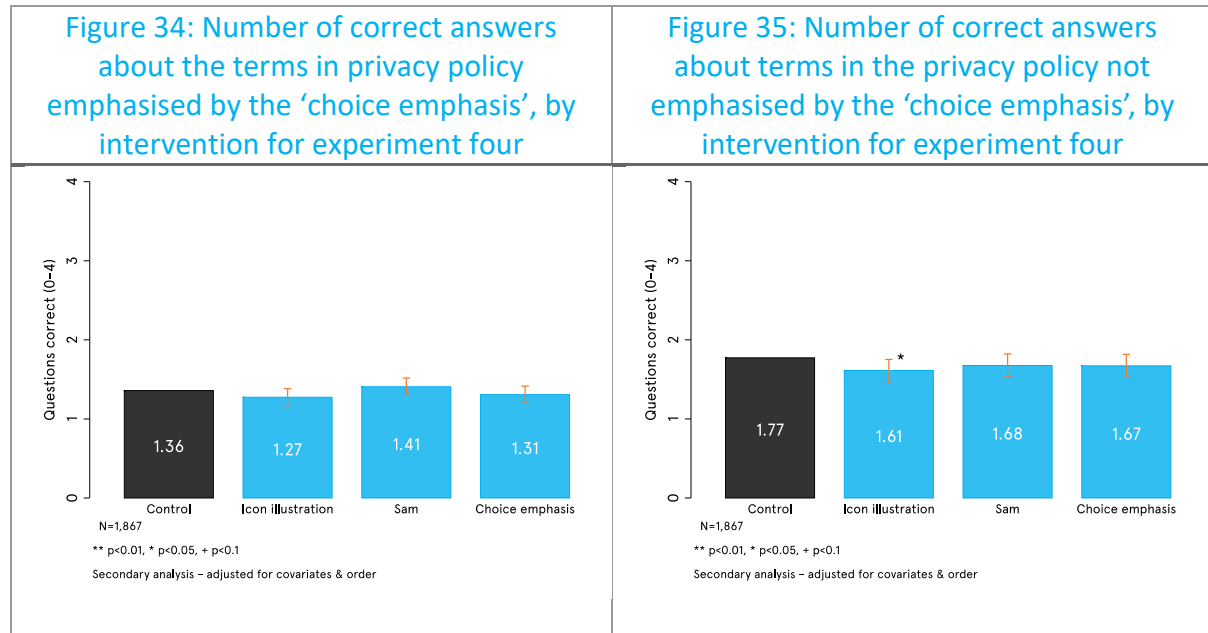 Figure 34: Number of correct answers
about the terms in privacy policy
emphasised by the ‘choice emphasis’, by
intervention for experiment four
Figure 35: Number of correct answers
about terms in the privacy policy not
emphasised by the ‘choice emphasis’, by
intervention for experiment four
Questions correct (0–4)
4
3
2
1
0
1.36
1.27
1.41
1.31
Control
Icon illustration
Sam
Choice emphasis
N=1,867
** p<0.01, * p<0.05, + p<0.1
Secondary analysis – adjusted for covariates & order
Questions correct (0–4)
4
3
2
1
0
*
1.77
1.61
1.68
1.67
Control
Icon illustration
Sam
Choice emphasis
N=1,867
** p<0.01, * p<0.05, + p<0.1
Secondary analysis – adjusted for covariates & order